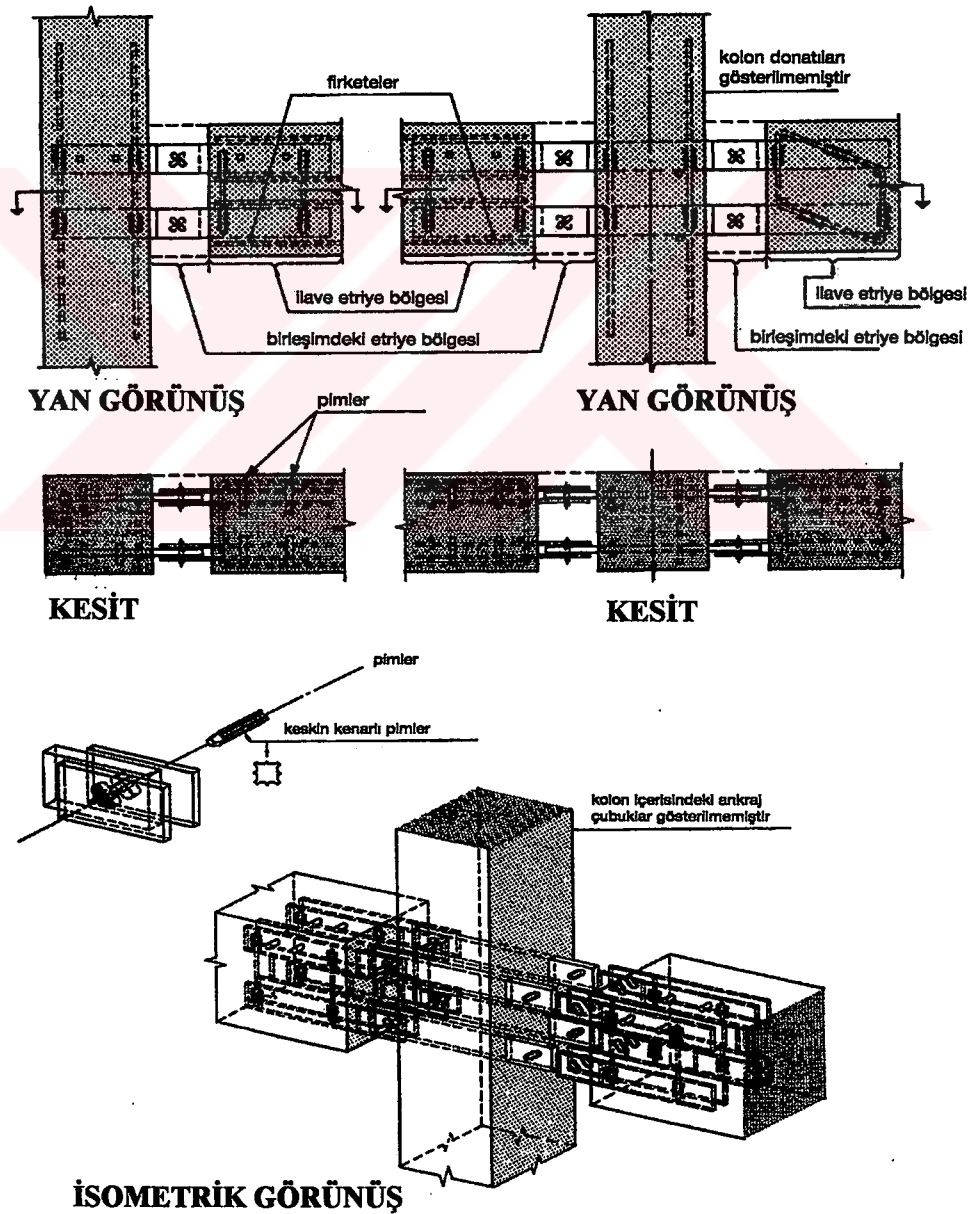 kolon donatıları
gösterilmemiştir
firketeler
ilave etriye bölgesi
ilave etriye bölgesi
birleşimdeki etriye bölgesi
birleşimdeki etriye bölgesi
YAN GÖRÜNÜŞ
YAN GÖRÜNÜŞ
pimler
KESİT
KESİT
pimler
keskin kenarlı pimler
kolon içerisindeki ankraj
çubuklar gösterilmemiştir
İSOMETRİK GÖRÜNÜŞ